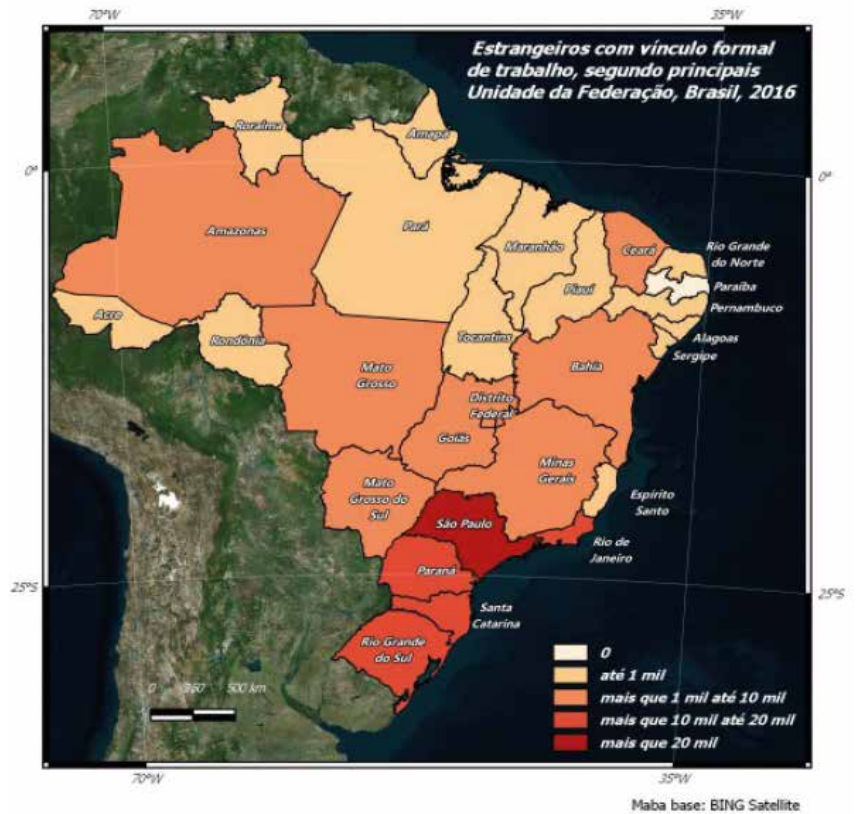 70°W
35°W
Estrangeiros com vínculo formal
de trabalho, segundo principais
Unidade da Federação, Brasil, 2016
Roraima
Amapá
0°
0°
Amazonas
Pará
Maranhão
Ceará
Rio Grande
do Norte
Paraíba
Piauí
Pernambuco
Acre
Rondônia
Tocantins
Alagoas
Sergipe
Mato
Grosso
Bahia
Distrito
Federal
Goiás
Minas
Gerais
Mato
Grosso do
Sul
Espírito
Santo
São Paulo
Rio de
Janeiro
Paraná
25°S
25°S
Santa
Catarina
Rio Grande
do Sul
0
até 1 mil
mais que 1 mil até 10 mil
mais que 10 mil até 20 mil
mais que 20 mil
0 250 500 km
70°W
35°W
Maba base: BING Satellite